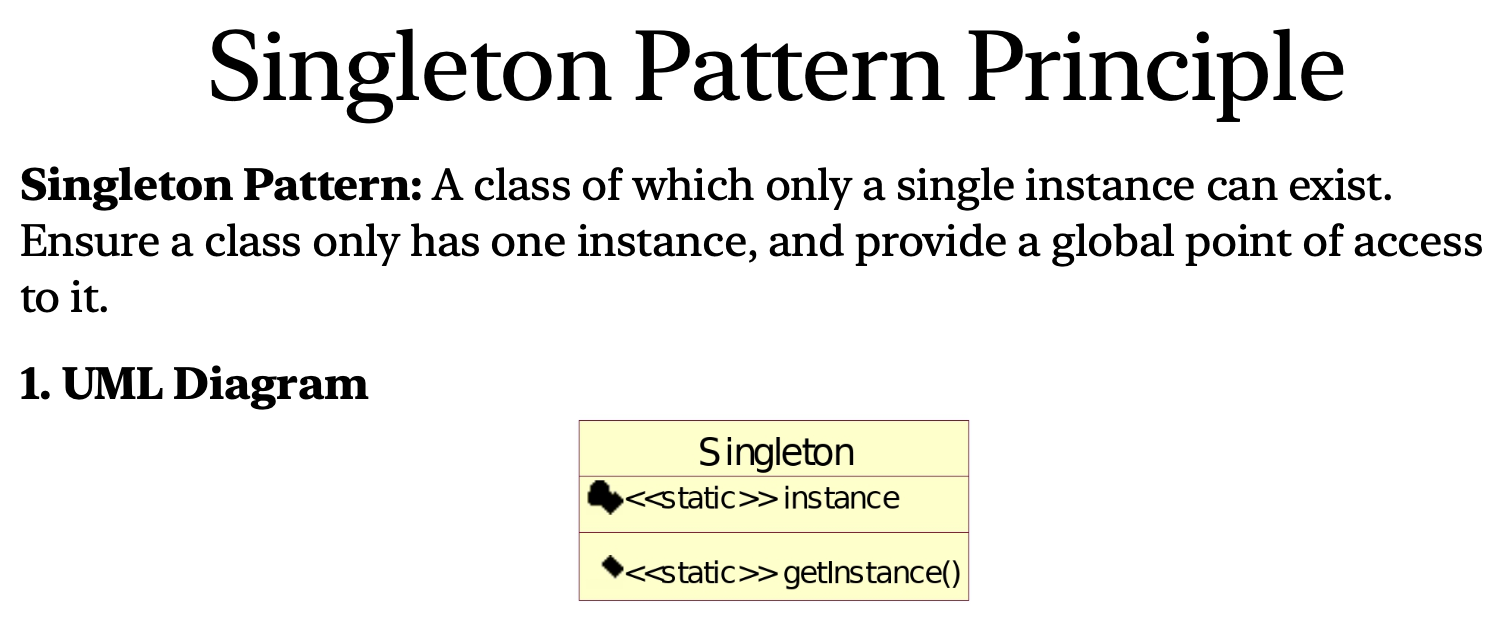 Singleton Pattern Principle
Singleton Pattern: A class of which only a single instance can exist.
Ensure a class only has one instance, and provide a global point of access
to it.
1. UML Diagram
Singleton
<<static>> instance
<<static>> getInstance()